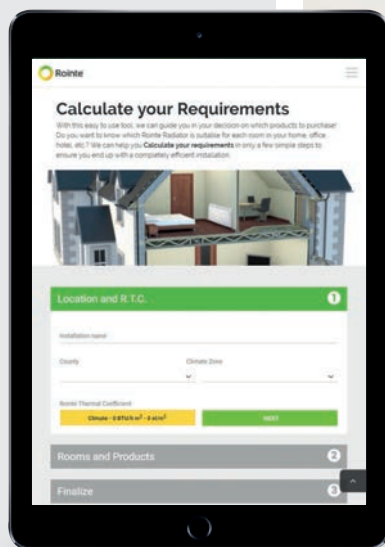 Rointe
Calculate your Requirements
With this easy to use tool, we can guide you in your decision on which products to purchase!
Do you want to know which Rointe Radiator is suitable for each room in your home, office
hotel, etc.? We can help you Calculate your requirements in only a few simple steps to
ensure you end up with a completely efficent installation.
Location and R.T.C. 1
Installation name
County Climate Zone
Rointe Thermal Coefficient
NEXT
Rooms and Products 2
Finalize 3